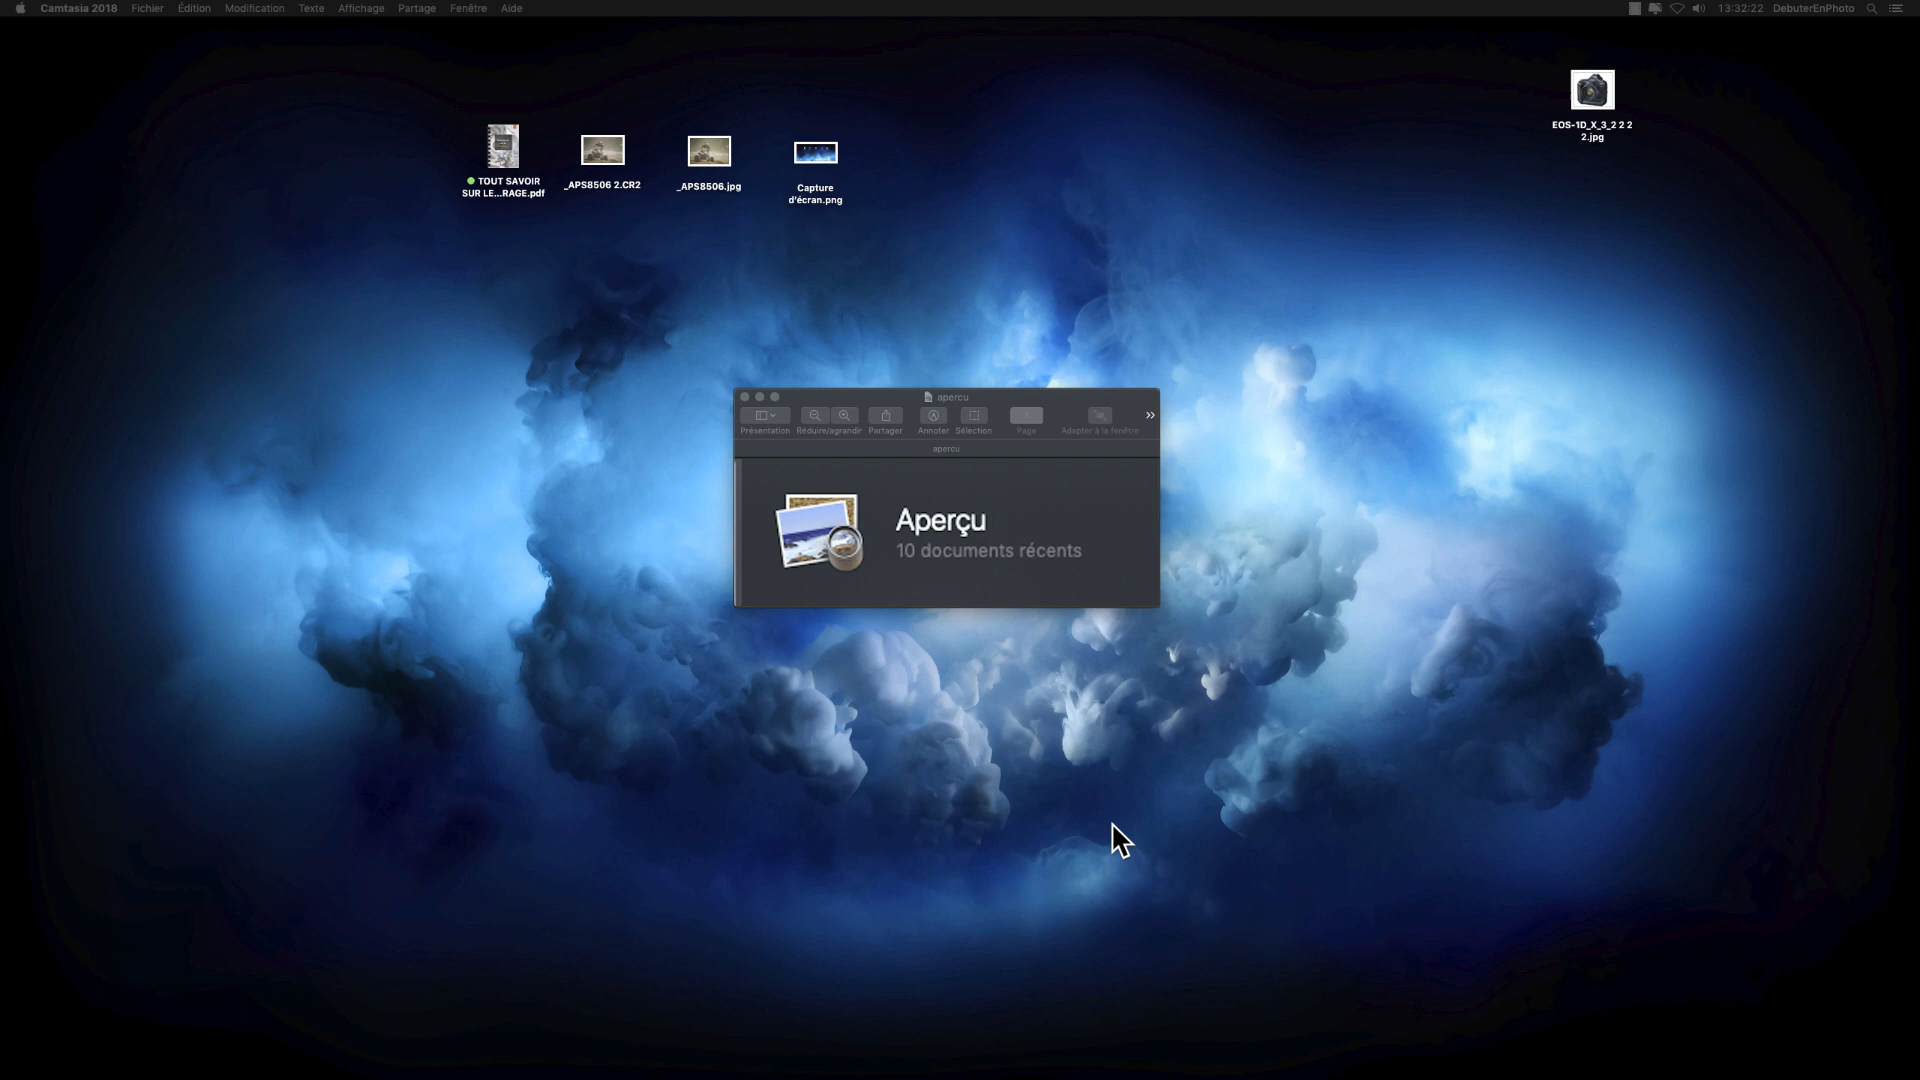 Camtasia 2018 Fichier Édition Modification Texte Affichage Partage Fenêtre Aide 13:32:22 DebuterEnPhoto
EOS-1D_X_3_2 2 2
2.jpg
TOUT SAVOIR
SUR LE...RAGE.pdf
_APS8506 2.CR2
_APS8506.jpg
Capture
d'écran.png
apercu
Présentation Réduire/agrandir Partager Annoter Sélection Page Adapter à la fenêtre
apercu
Aperçu
10 documents récents